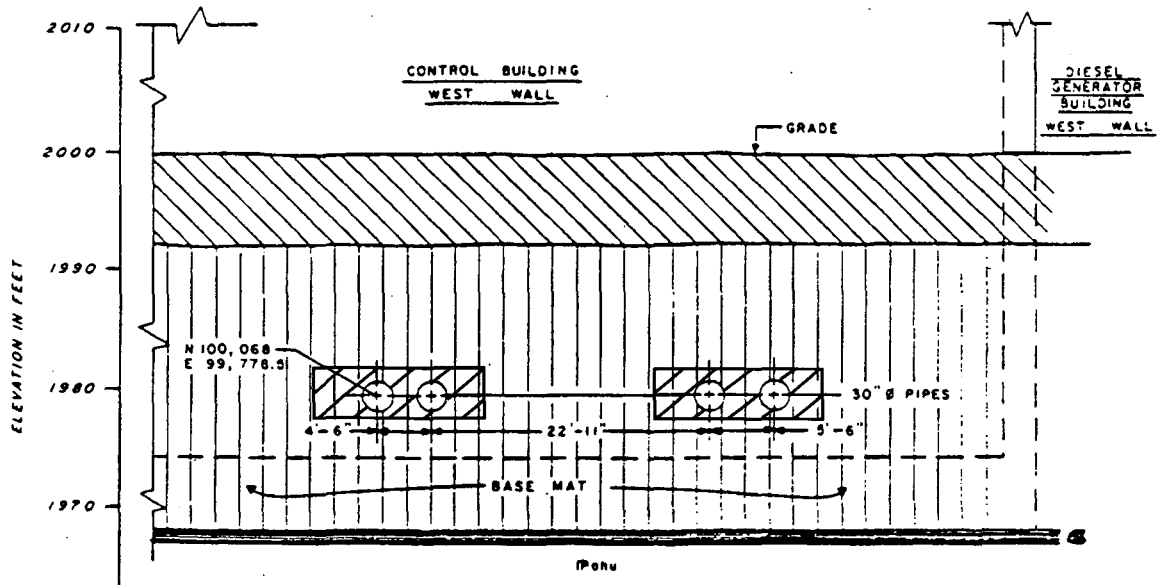 2010
CONTROL BUILDING
WEST WALL
DIESEL
GENERATOR
BUILDING
WEST WALL
GRADE
2000
1990
ELEVATION IN FEET
N 100, 068
E 99, 778.5
1980
30" Ø PIPES
4'-6"
22'-11"
5'-6"
BASE MAT
1970